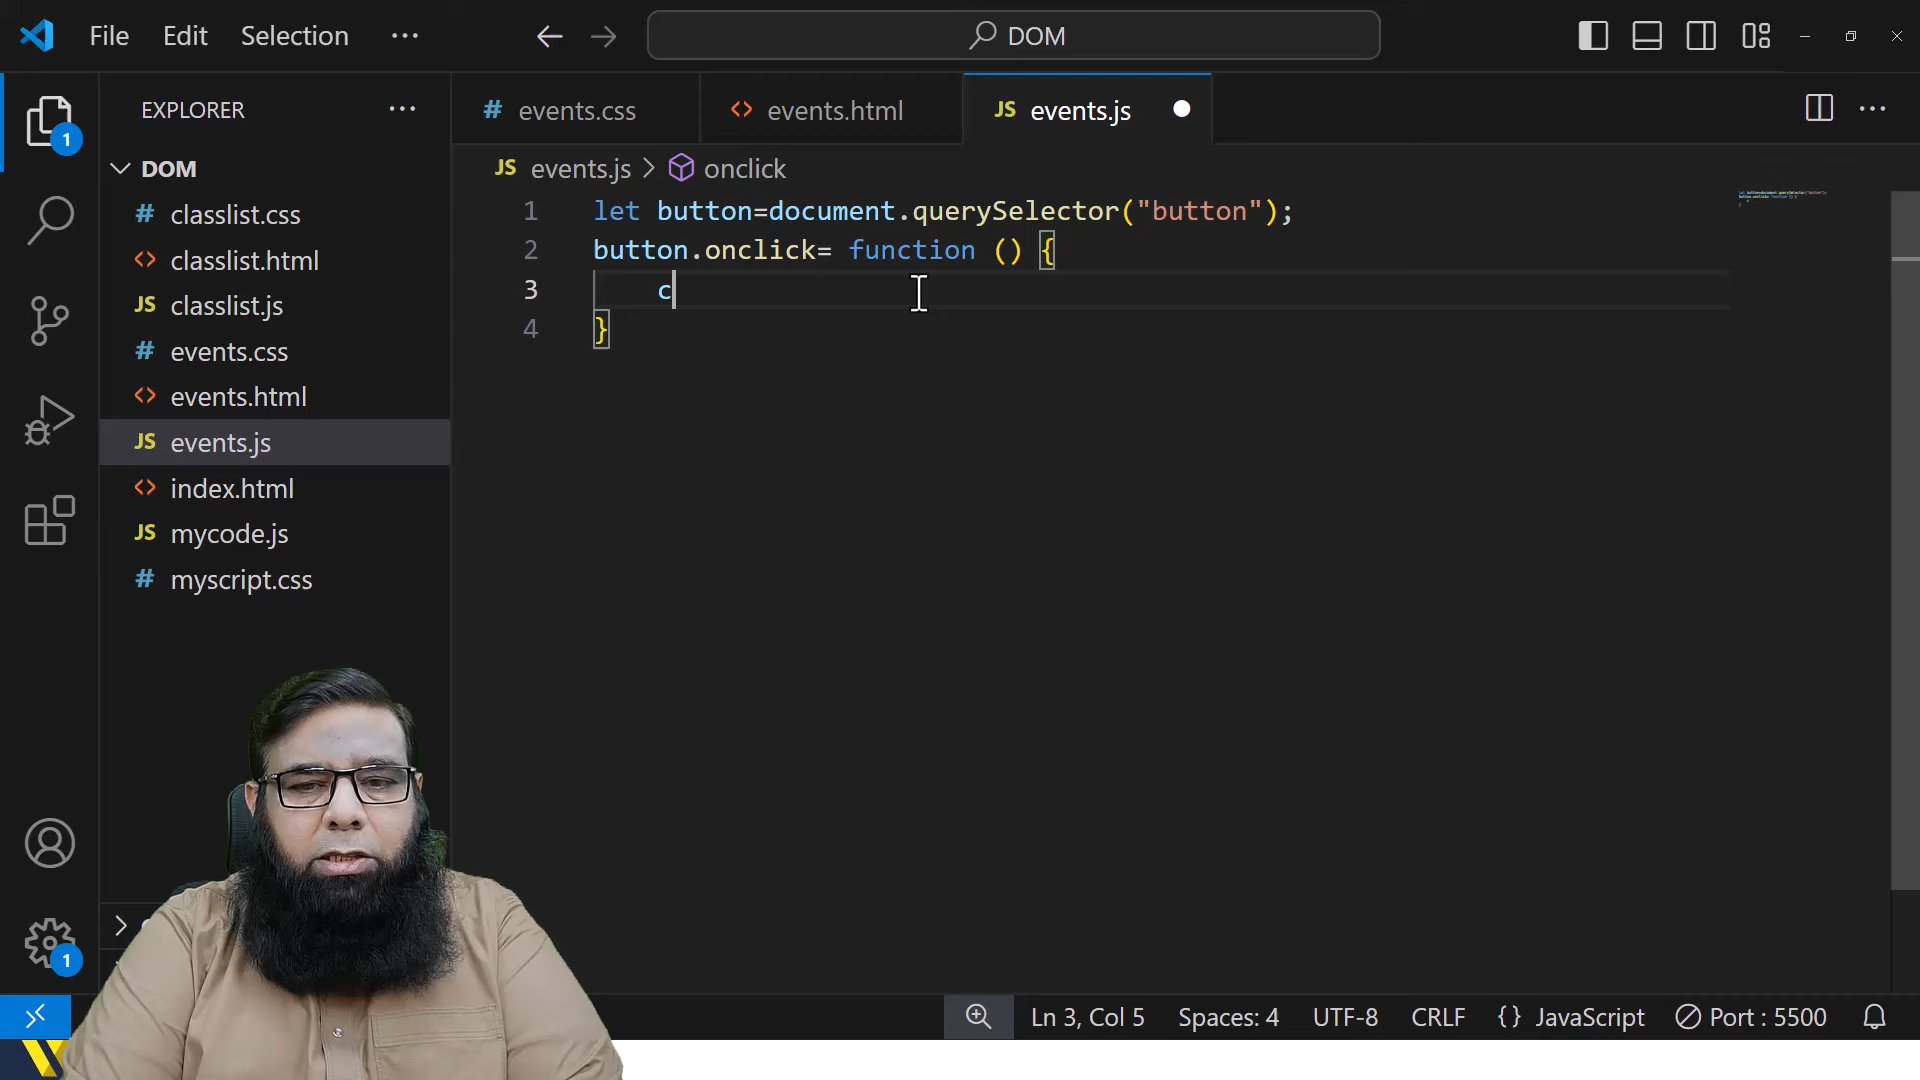 File Edit Selection ··· DOM
EXPLORER ···
events.css
events.html
JS events.js
1
DOM
JS events.js > onclick
classlist.css
classlist.html
JS classlist.js
events.css
events.html
JS events.js
index.html
JS mycode.js
myscript.css
1 let button=document.querySelector("button");
2 button.onclick= function () {
3 c
4 }
1
Ln 3, Col 5 Spaces: 4 UTF-8 CRLF {} JavaScript Port : 5500